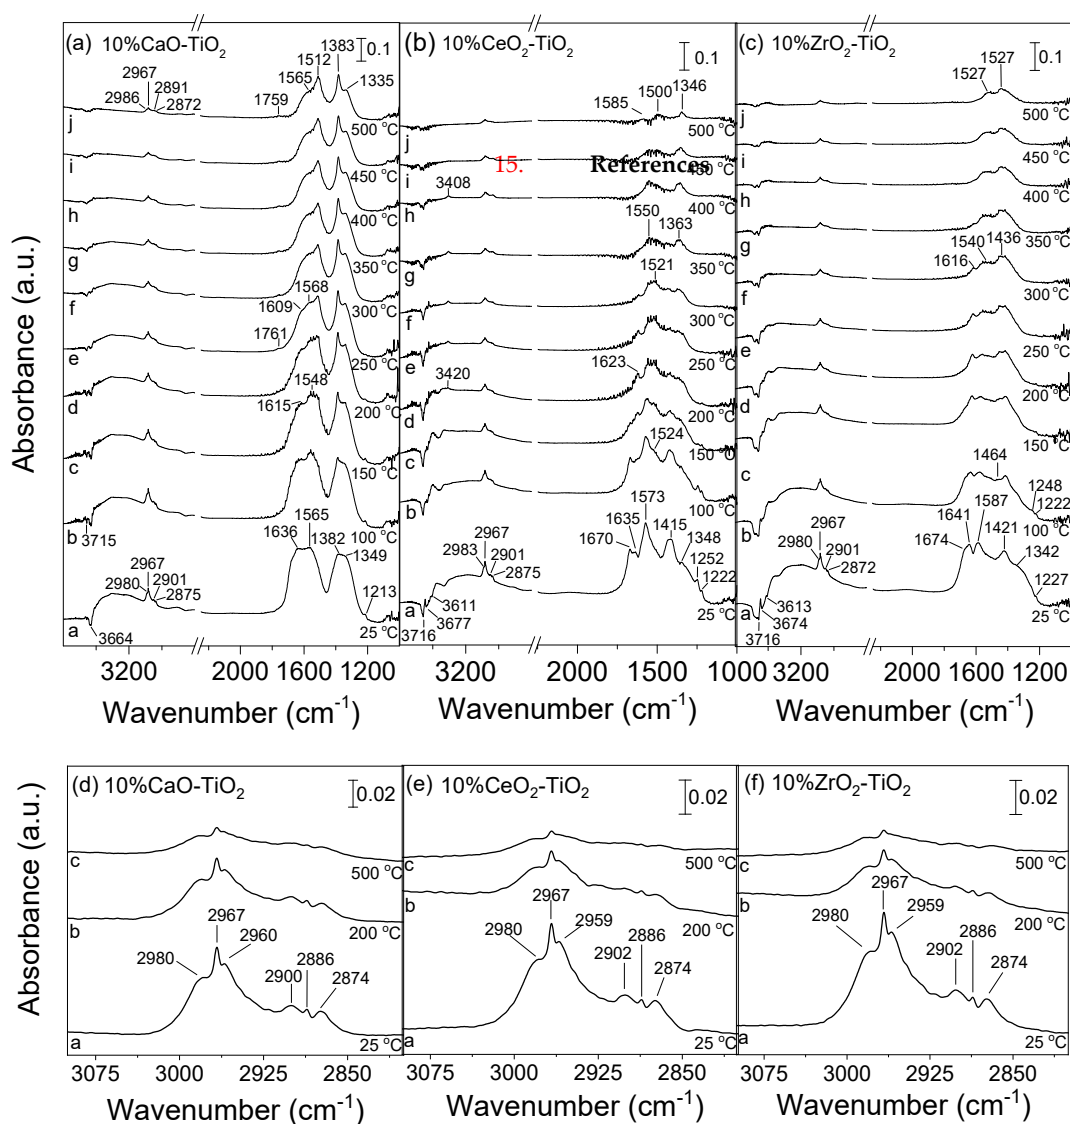 (a) 10%CaO-TiO2
0.1
1383
1512
1565
1335
2967
2986
2891
2872
1759
j
500 °C
i
450 °C
h
400 °C
g
350 °C
f
300 °C
1568
1609
1761
e
250 °C
d
200 °C
1548
1615
c
150 °C
b
100 °C
3715
1565
1636
1382
1349
2967
2980
2901
2875
1213
a
3664
25 °C
3200
2000
1600
1200
Wavenumber (cm-1)
Absorbance (a.u.)
(b) 10%CeO2-TiO2
0.1
1585
1500
1346
500 °C
j
15. References
450 °C
i
3408
h
400 °C
1550
1363
350 °C
g
1521
300 °C
f
250 °C
e
1623
3420
200 °C
d
1524
150 °C
c
100 °C
b
1573
1635
1415
1670
1348
2967
2983
2901
2875
1252
1222
3611
3677
3716
a
25 °C
3200
2000
1500
1000
Wavenumber (cm-1)
(c) 10%ZrO2-TiO2
0.1
1527
1527
j
500 °C
i
450 °C
h
400 °C
g
350 °C
1540
1436
1616
f
300 °C
e
250 °C
d
200 °C
150 °C
c
1464
1248
1222
100 °C
b
1641
1587
1674
1421
1342
2967
2980
2901
2872
1227
3613
3674
3716
a
25 °C
3200
2000
1600
1200
Wavenumber (cm-1)
(d) 10%CaO-TiO2
0.02
c
500 °C
b
200 °C
2967
2960
2980
2900
2886
2874
a
25 °C
3075
3000
2925
2850
Wavenumber (cm-1)
Absorbance (a.u.)
(e) 10%CeO2-TiO2
0.02
c
500 °C
b
200 °C
2967
2959
2980
2902
2886
2874
a
25 °C
3075
3000
2925
2850
Wavenumber (cm-1)
(f) 10%ZrO2-TiO2
0.02
c
500 °C
b
200 °C
2967
2959
2980
2902
2886
2874
a
25 °C
3075
3000
2925
2850
Wavenumber (cm-1)